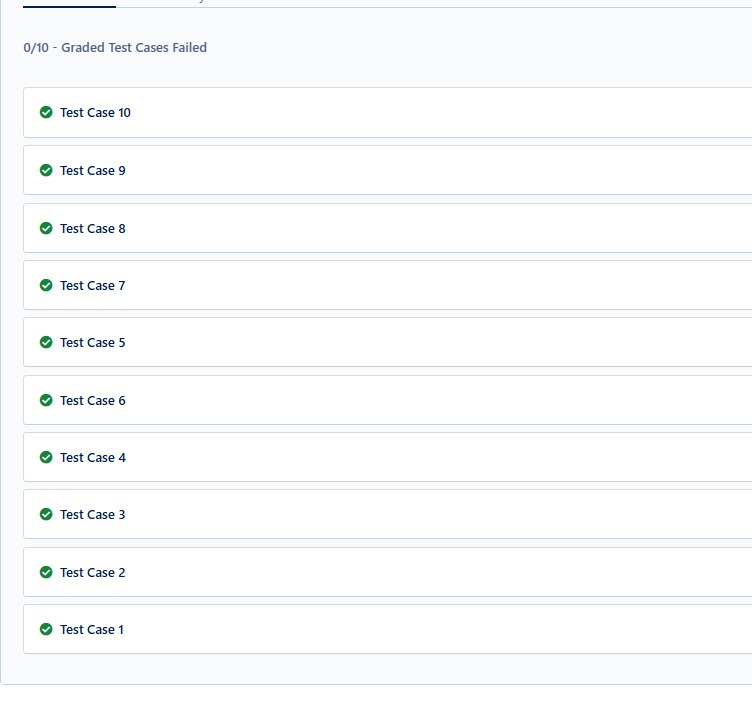 0/10 - Graded Test Cases Failed
Test Case 10
Test Case 9
Test Case 8
Test Case 7
Test Case 5
Test Case 6
Test Case 4
Test Case 3
Test Case 2
Test Case 1